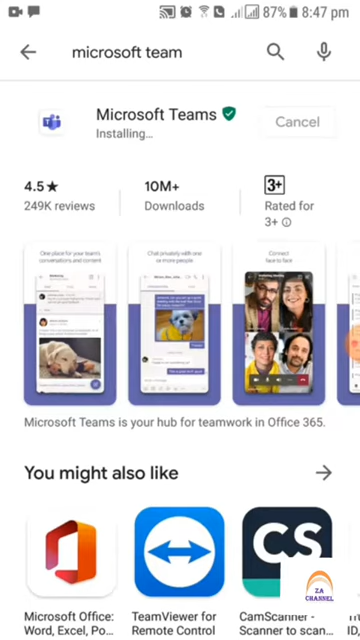 87% 8:47 pm
microsoft team
Microsoft Teams
Installing...
Cancel
4.5★
249K reviews
10M+
Downloads
3+
Rated for
3+
One place for your team's
conversations and content
Chat privately with one
or more people
Connect
face to face
Microsoft Teams is your hub for teamwork in Office 365.
You might also like
CS
ZA
CHANNEL
Microsoft Office:
Word, Excel, Po...
TeamViewer for
Remote Control
CamScanner -
Scanner to scan...